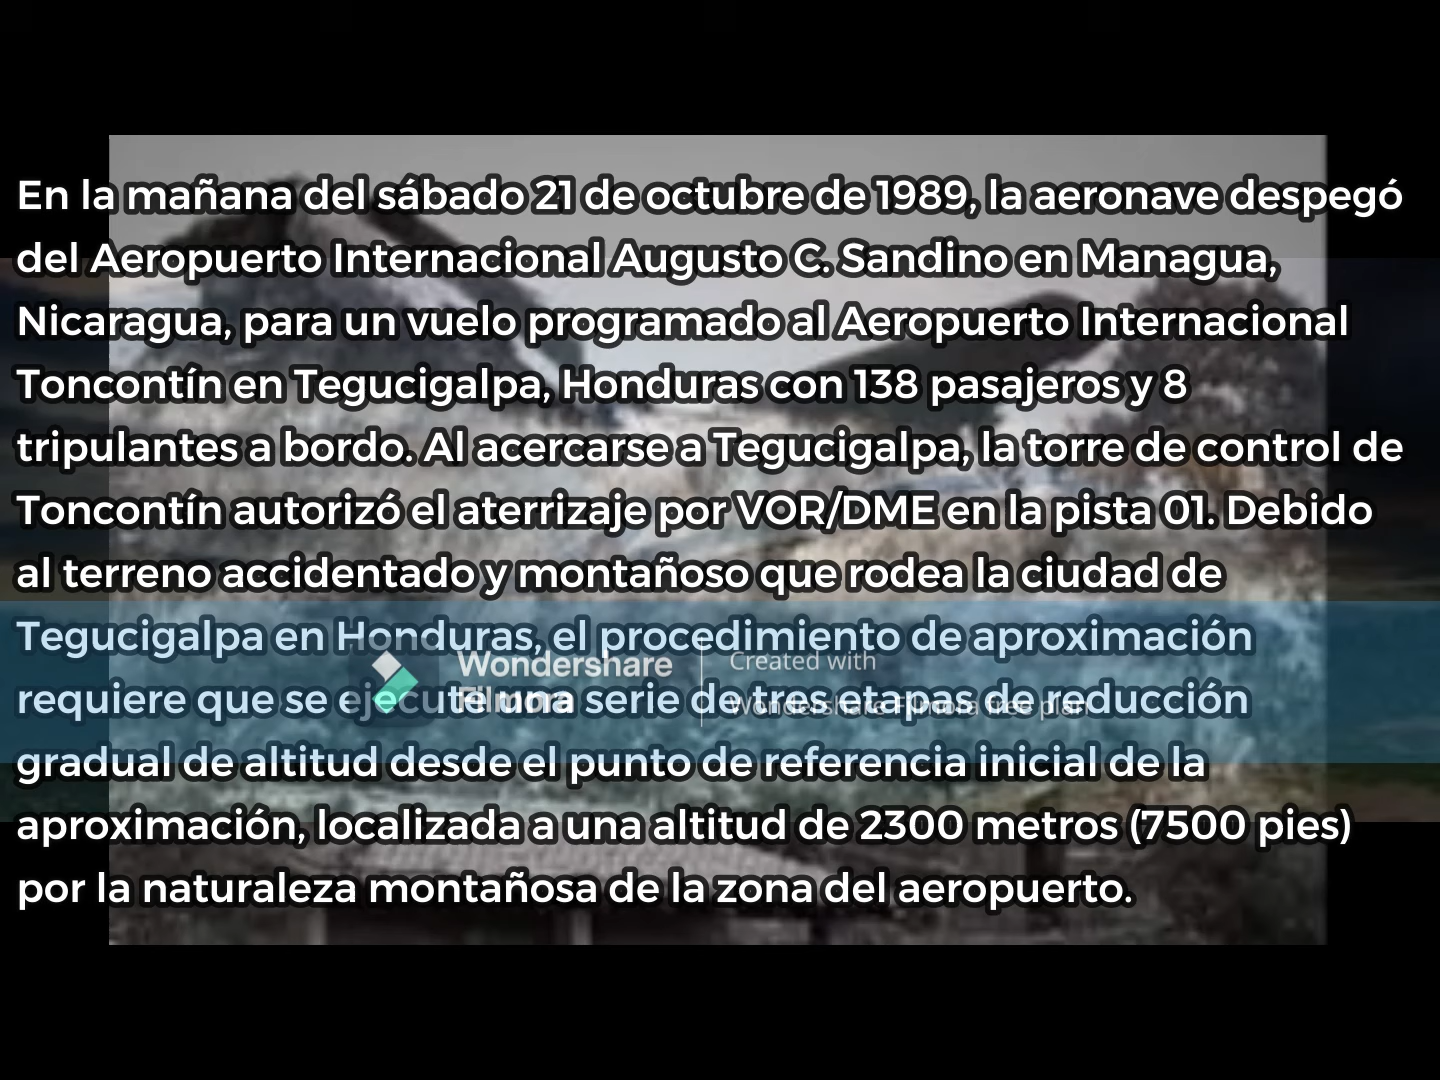 En la mañana del sábado 21 de octubre de 1989, la aeronave despegó
del Aeropuerto Internacional Augusto C. Sandino en Managua,
Nicaragua, para un vuelo programado al Aeropuerto Internacional
Toncontín en Tegucigalpa, Honduras con 138 pasajeros y 8
tripulantes a bordo. Al acercarse a Tegucigalpa, la torre de control de
Toncontín autorizó el aterrizaje por VOR/DME en la pista 01. Debido
al terreno accidentado y montañoso que rodea la ciudad de
Tegucigalpa en Honduras, el procedimiento de aproximación
requiere que se ejecute una serie de tres etapas de reducción
gradual de altitud desde el punto de referencia inicial de la
aproximación, localizada a una altitud de 2300 metros (7500 pies)
por la naturaleza montañosa de la zona del aeropuerto.
Wondershare
Filmora
Created with
Wondershare Filmora free plan